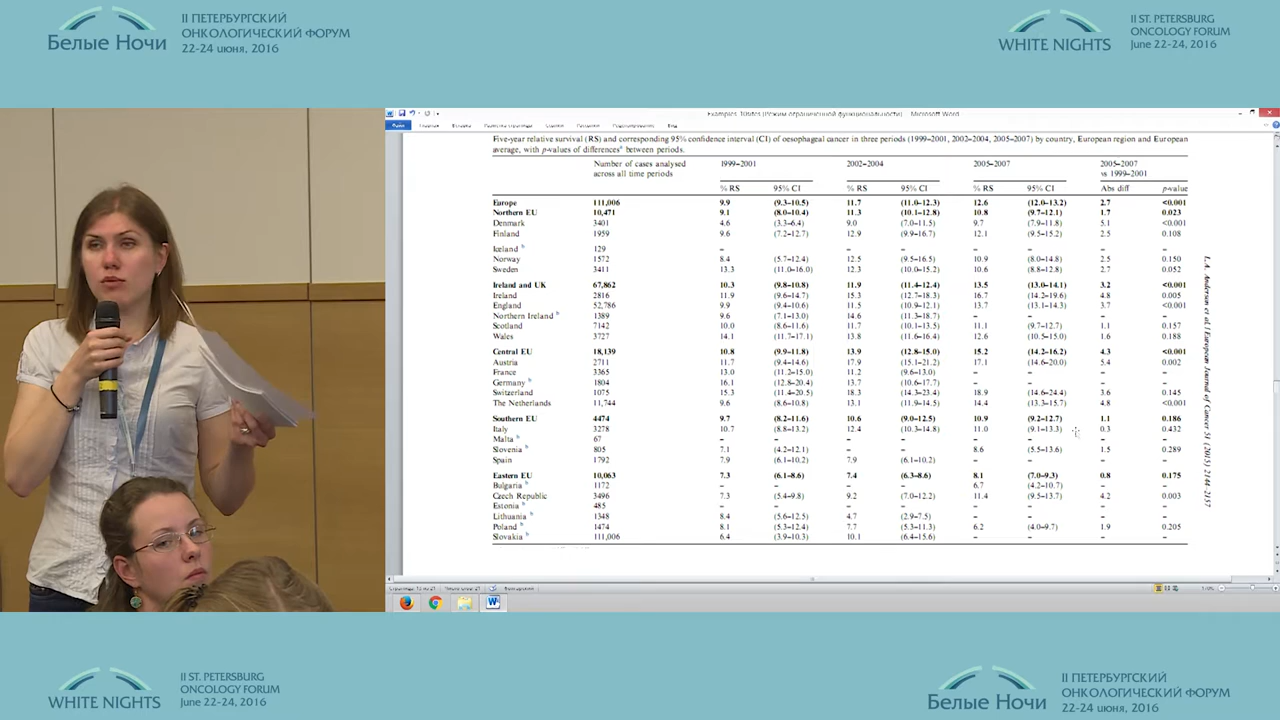 II ПЕТЕРБУРГСКИЙ
ОНКОЛОГИЧЕСКИЙ ФОРУМ
Белые Ночи
22-24 июня, 2016
WHITE NIGHTS
II ST. PETERSBURG
ONCOLOGY FORUM
June 22-24, 2016
Five-year relative survival (RS) and corresponding 95% confidence interval (CI) of oesophageal cancer in three periods (1999–2001, 2002–2004, 2005–2007) by country, European region and European
average, with p-values of differencesa between periods.
Number of cases analysed 1999–2001 2002–2004 2005–2007 2005–2007
across all time periods vs 1999–2001
% RS 95% CI % RS 95% CI % RS 95% CI Abs diff p-value
Europe 111,006 9.9 (9.3–10.5) 11.7 (11.0–12.3) 12.6 (12.0–13.2) 2.7 <0.001
Northern EU 10,471 9.1 (8.0–10.4) 11.3 (10.1–12.8) 10.8 (9.7–12.1) 1.7 0.023
Denmark 3401 4.6 (3.3–6.4) 9.0 (7.0–11.5) 9.7 (7.9–11.8) 5.1 <0.001
Finland 1959 9.6 (7.2–12.7) 12.9 (9.9–16.7) 12.1 (9.5–15.2) 2.5 0.108
Iceland b 129 – – – – – – – –
Norway 1572 8.4 (5.7–12.4) 12.5 (9.5–16.5) 10.9 (8.0–14.8) 2.5 0.150
Sweden 3411 13.3 (11.0–16.0) 12.3 (10.0–15.2) 10.6 (8.8–12.8) 2.7 0.052
Ireland and UK 67,862 10.3 (9.8–10.8) 11.9 (11.4–12.4) 13.5 (13.0–14.1) 3.2 <0.001
Ireland 2816 11.9 (9.6–14.7) 15.3 (12.7–18.3) 16.7 (14.2–19.6) 4.8 0.005
England 52,786 9.9 (9.4–10.6) 11.5 (10.9–12.1) 13.7 (13.1–14.3) 3.7 <0.001
Northern Ireland b 1389 9.6 (7.1–13.0) 14.6 (11.3–18.7) – – – –
Scotland 7142 10.0 (8.6–11.6) 11.7 (10.1–13.5) 11.1 (9.7–12.7) 1.1 0.157
Wales 3727 14.1 (11.7–17.1) 13.8 (11.6–16.4) 12.6 (10.5–15.0) 1.6 0.188
Central EU 18,139 10.8 (9.9–11.8) 13.9 (12.8–15.0) 15.2 (14.2–16.2) 4.3 <0.001
Austria 2711 11.7 (9.4–14.6) 17.9 (15.1–21.2) 17.1 (14.6–20.0) 5.4 0.002
France 3365 13.0 (11.2–15.0) 11.2 (9.6–13.0) – – – –
Germany b 1804 16.1 (12.8–20.4) 13.7 (10.6–17.7) – – – –
Switzerland 1075 15.3 (11.4–20.5) 18.3 (14.3–23.4) 18.9 (14.6–24.4) 3.6 0.145
The Netherlands 11,744 9.6 (8.6–10.8) 13.1 (11.9–14.5) 14.4 (13.3–15.7) 4.8 <0.001
Southern EU 4474 9.7 (8.2–11.6) 10.6 (9.0–12.5) 10.9 (9.2–12.7) 1.1 0.186
Italy 3278 10.7 (8.8–13.2) 12.4 (10.3–14.8) 11.0 (9.1–13.3) 0.3 0.432
Malta b 67 – – – – – – – –
Slovenia b 805 7.1 (4.2–12.1) – – 8.6 (5.5–13.6) 1.5 0.289
Spain 1792 7.9 (6.1–10.2) 7.9 (6.1–10.2) – – – –
Eastern EU 10,063 7.3 (6.1–8.6) 7.4 (6.3–8.6) 8.1 (7.0–9.3) 0.8 0.175
Bulgaria b 1172 – – – – 6.7 (4.2–10.7) – –
Czech Republic 3496 7.3 (5.4–9.8) 9.2 (7.0–12.2) 11.4 (9.5–13.7) 4.2 0.003
Estonia b 485 – – – – – – – –
Lithuania b 1348 8.4 (5.6–12.5) 4.7 (2.9–7.5) – – – –
Poland b 1474 8.1 (5.3–12.4) 7.7 (5.3–11.3) 6.2 (4.0–9.7) 1.9 0.205
Slovakia b 111,006 6.4 (3.9–10.3) 10.1 (6.4–15.6) – – – –
L.A. Anderson et al. / European Journal of Cancer 51 (2015) 2144–2157
WHITE NIGHTS
II ST. PETERSBURG
ONCOLOGY FORUM
June 22-24, 2016
Белые Ночи
II ПЕТЕРБУРГСКИЙ
ОНКОЛОГИЧЕСКИЙ ФОРУМ
22-24 июня, 2016